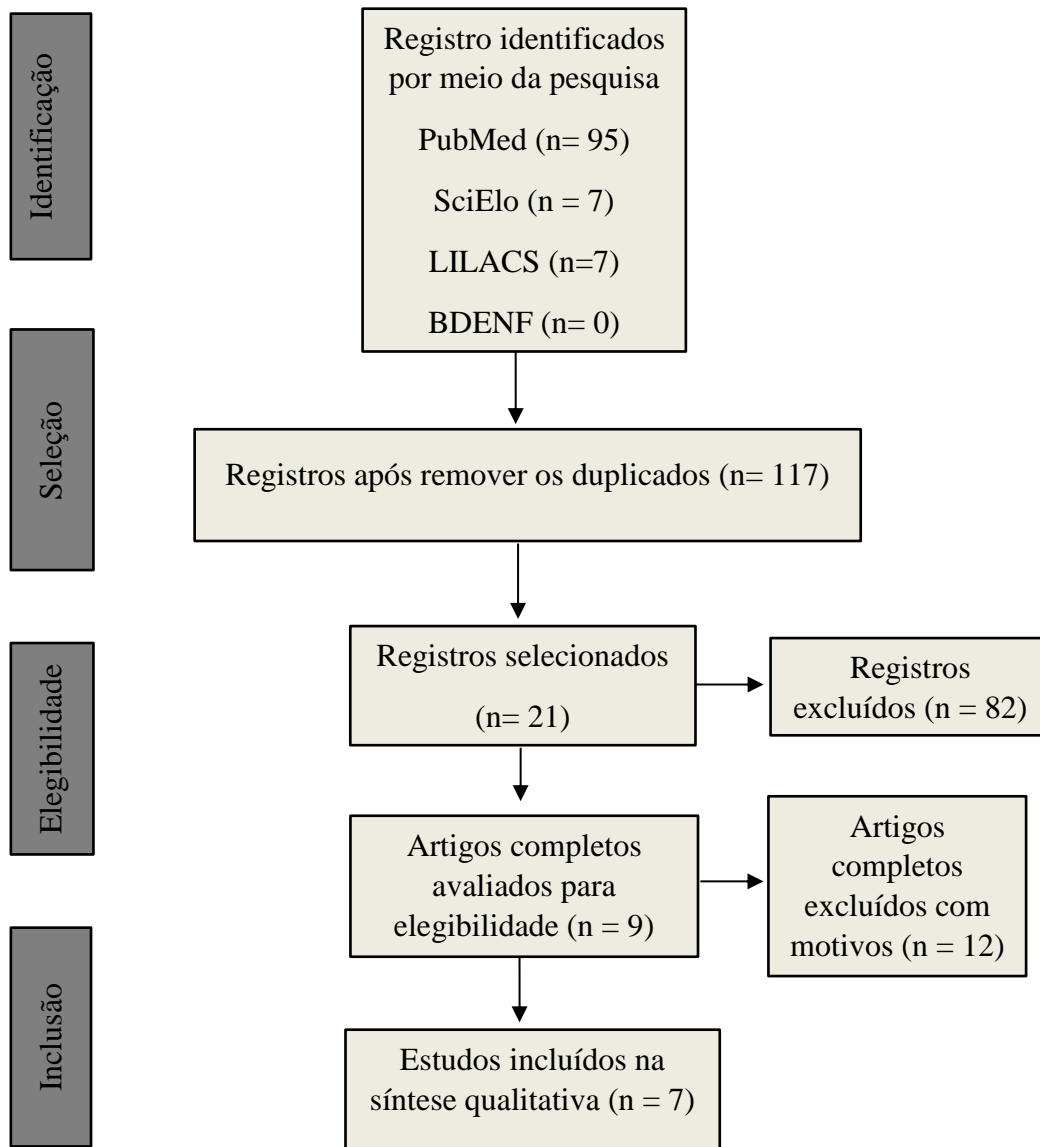 Identificação
Registro identificados
por meio da pesquisa
PubMed (n= 95)
SciElo (n = 7)
LILACS (n=7)
BDENF (n= 0)
Seleção
Registros após remover os duplicados (n= 117)
Elegibilidade
Registros selecionados
(n= 21)
Registros
excluídos (n = 82)
Artigos completos
avaliados para
elegibilidade (n = 9)
Artigos
completos
excluídos com
motivos (n = 12)
Inclusão
Estudos incluídos na
síntese qualitativa (n = 7)